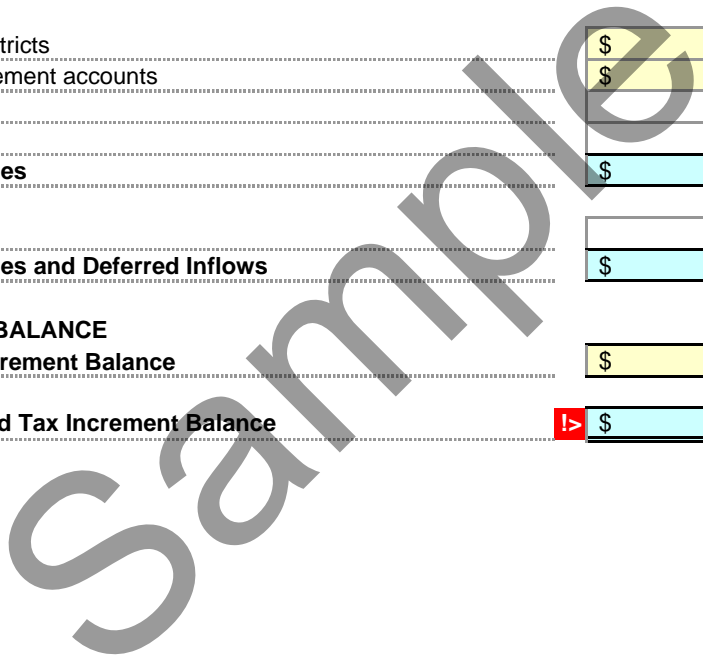 tricts $
ement accounts $
es $
es and Deferred Inflows $
BALANCE
rement Balance $
d Tax Increment Balance !> $
Sample